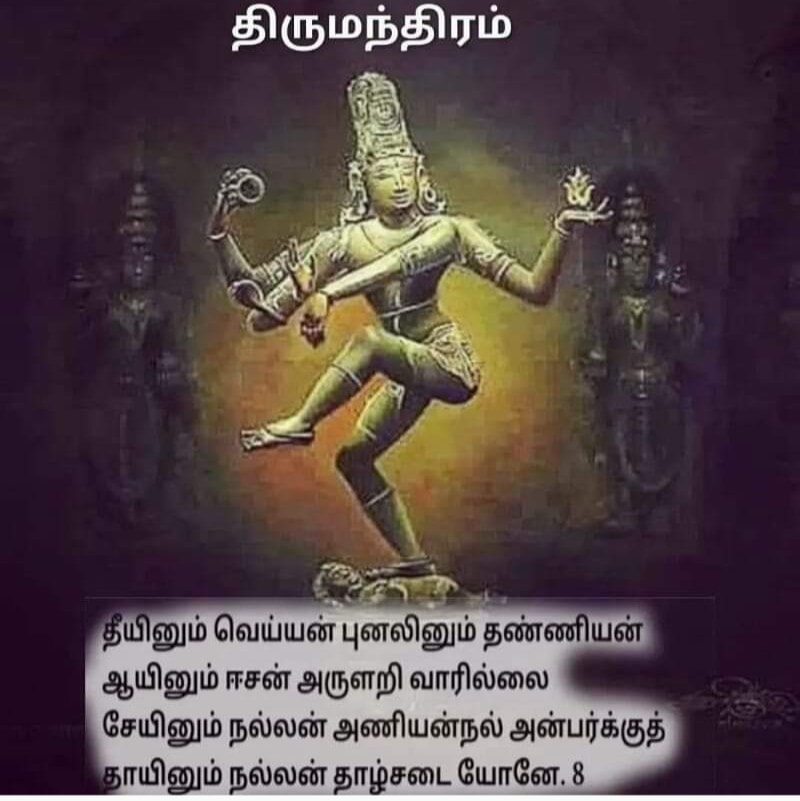 திருமந்திரம்
தீயினும் வெய்யன் புனலினும் தண்ணியன்
ஆயினும் ஈசன் அருளறி வாரில்லை
சேயினும் நல்லன் அணியன்நல் அன்பர்க்குத்
தாயினும் நல்லன் தாழ்சடை யோனே. 8